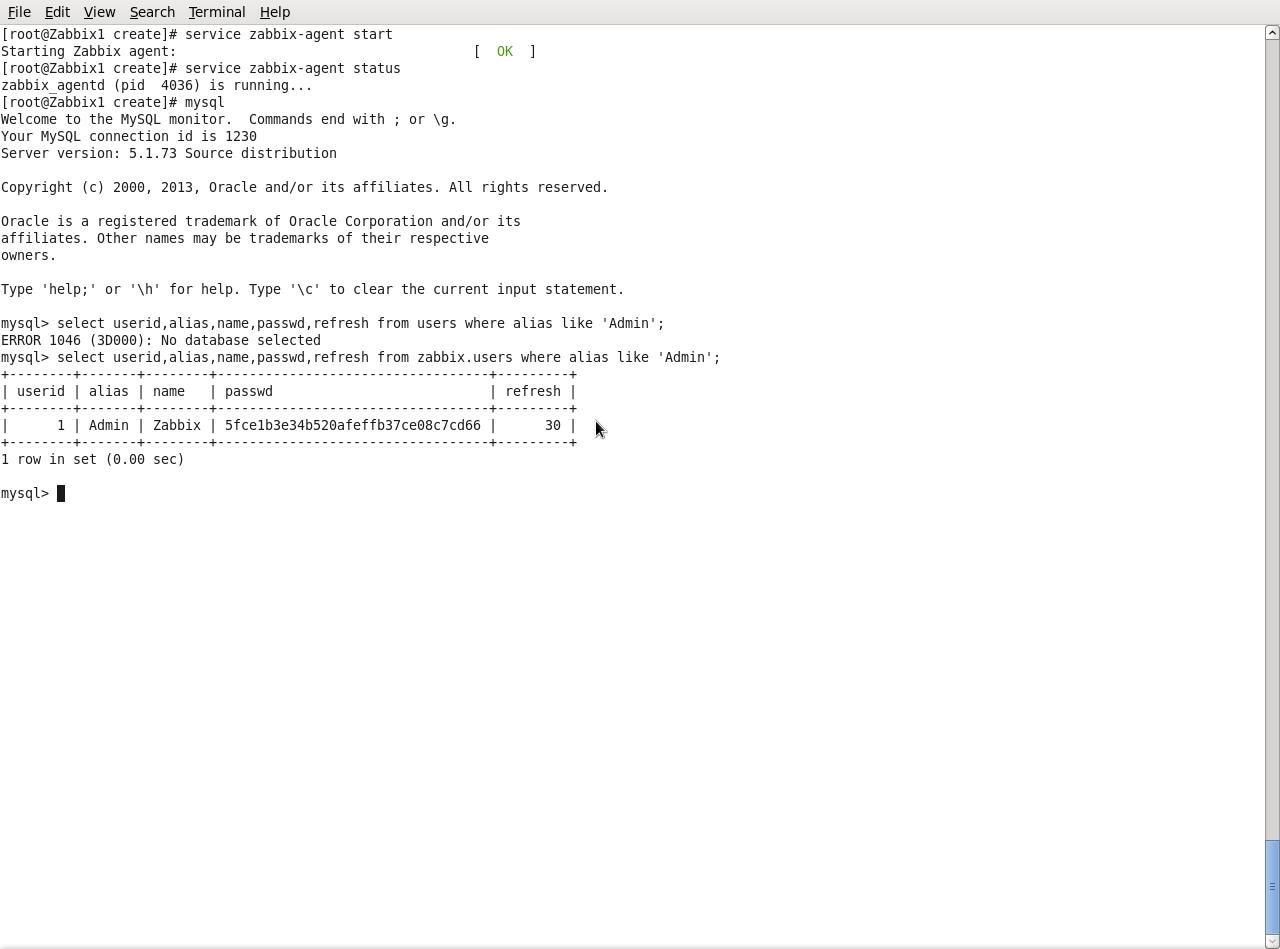 File Edit View Search Terminal Help
[root@Zabbix1 create]# service zabbix-agent start
Starting Zabbix agent:                                     [  OK  ]
[root@Zabbix1 create]# service zabbix-agent status
zabbix_agentd (pid  4036) is running...
[root@Zabbix1 create]# mysql
Welcome to the MySQL monitor.  Commands end with ; or \g.
Your MySQL connection id is 1230
Server version: 5.1.73 Source distribution
Copyright (c) 2000, 2013, Oracle and/or its affiliates. All rights reserved.
Oracle is a registered trademark of Oracle Corporation and/or its
affiliates. Other names may be trademarks of their respective
owners.
Type 'help;' or '\h' for help. Type '\c' to clear the current input statement.
mysql> select userid,alias,name,passwd,refresh from users where alias like 'Admin';
ERROR 1046 (3D000): No database selected
mysql> select userid,alias,name,passwd,refresh from zabbix.users where alias like 'Admin';
+--------+-------+--------+----------------------------------+---------+
| userid | alias | name   | passwd                           | refresh |
+--------+-------+--------+----------------------------------+---------+
|      1 | Admin | Zabbix | 5fce1b3e34b520afeffb37ce08c7cd66 |      30 |
+--------+-------+--------+----------------------------------+---------+
1 row in set (0.00 sec)
mysql>